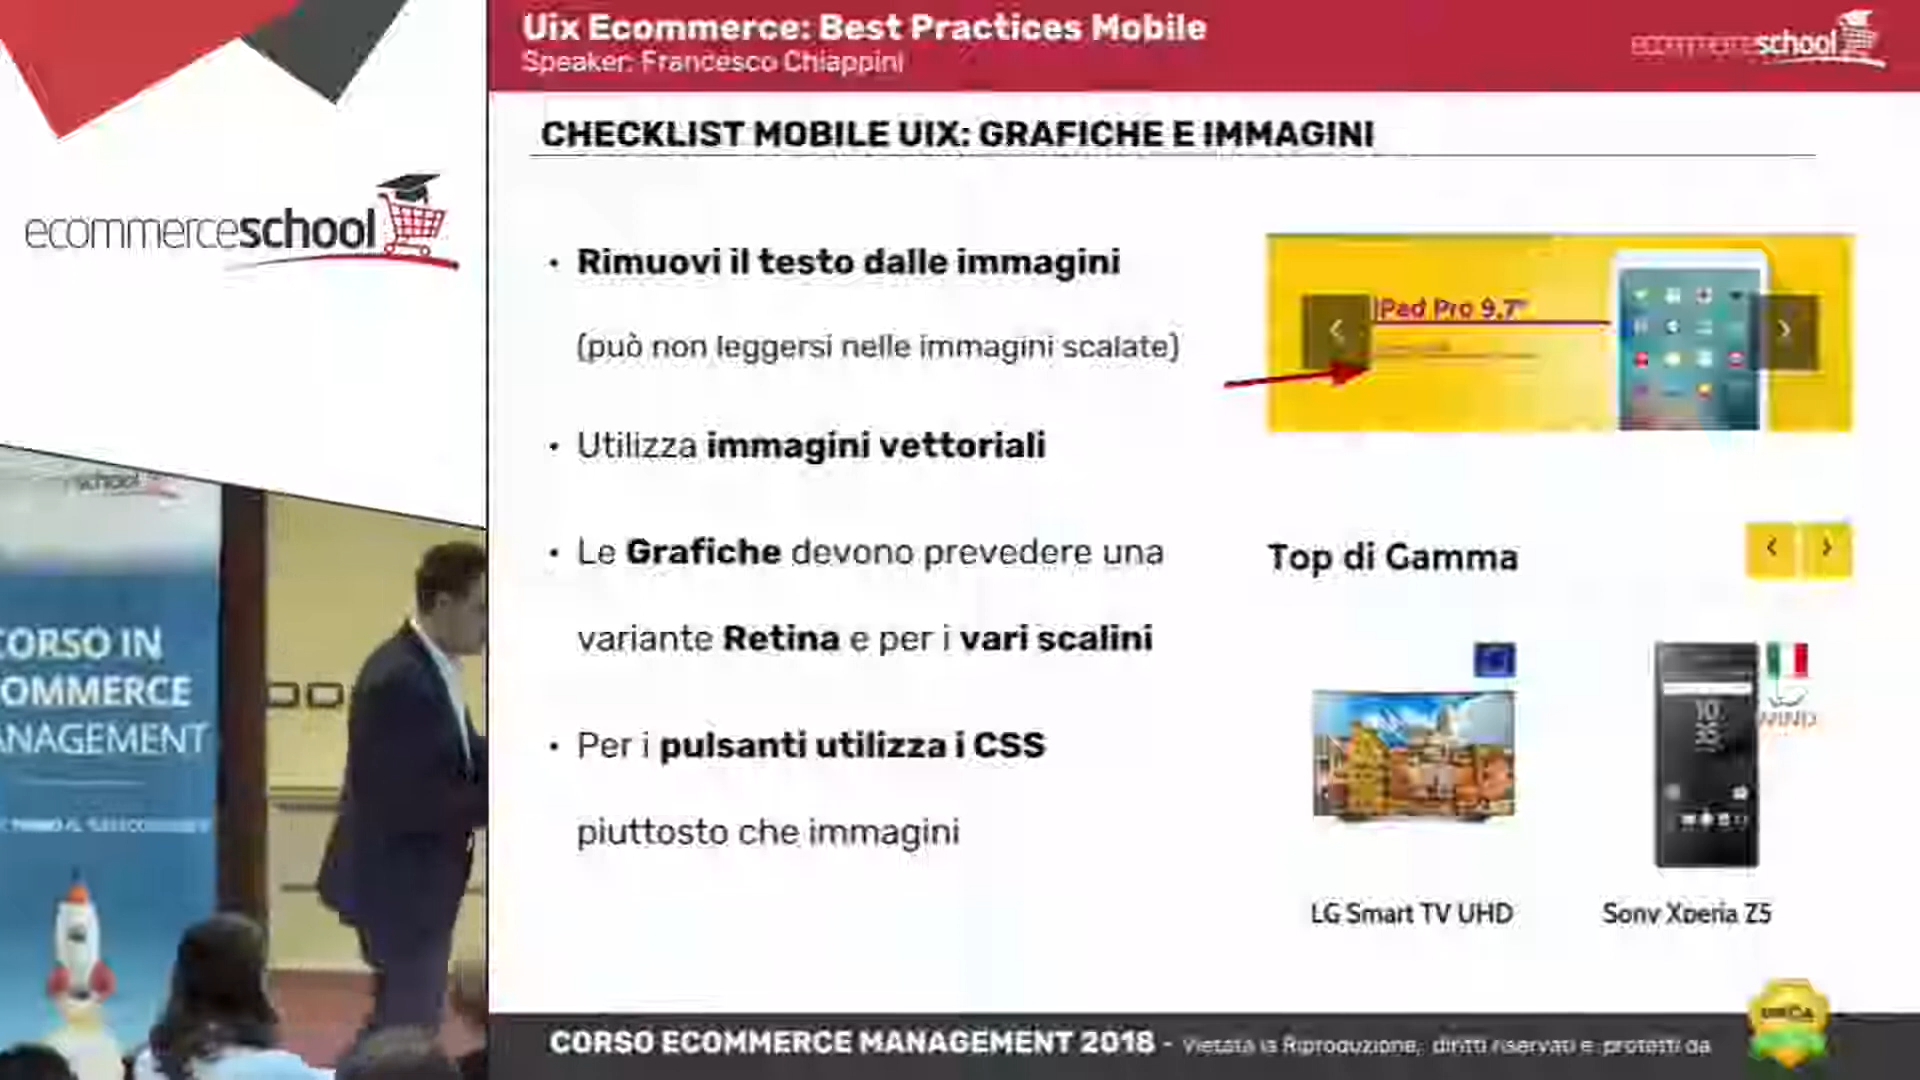 Uix Ecommerce: Best Practices Mobile
Speaker: Francesco Chiappini
ecommerceschool
CHECKLIST MOBILE UIX: GRAFICHE E IMMAGINI
ecommerceschool
• Rimuovi il testo dalle immagini
(può non leggersi nelle immagini scalate)
iPad Pro 9,7"
• Utilizza immagini vettoriali
• Le Grafiche devono prevedere una
variante Retina e per i vari scalini
Top di Gamma
• Per i pulsanti utilizza i CSS
piuttosto che immagini
WIND
LG Smart TV UHD
Sony Xperia Z5
school
CORSO IN
COMMERCE
ANAGEMENT
CORSO ECOMMERCE MANAGEMENT 2018 - Vietata la Riproduzione, diritti riservati e protetti da